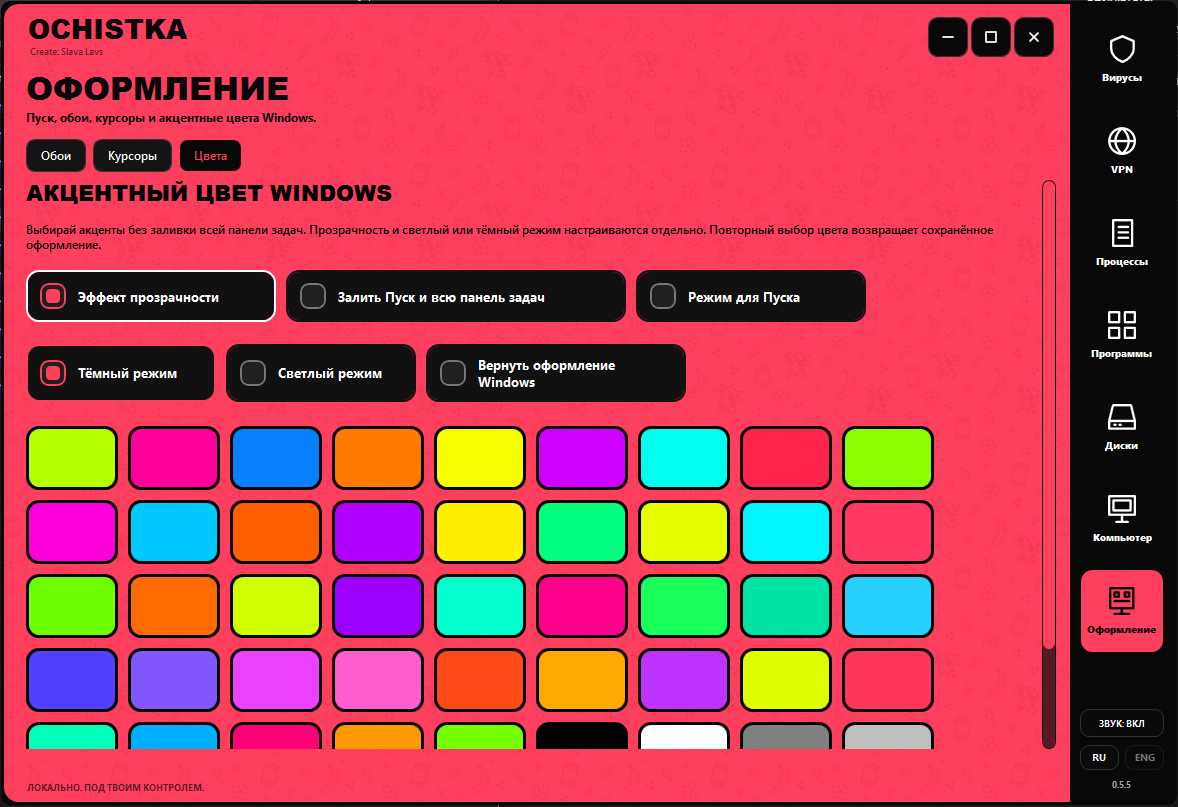 OCHISTKA
Create: Slava Lavs
ОФОРМЛЕНИЕ
Пуск, обои, курсоры и акцентные цвета Windows.
Обои
Курсоры
Цвета
АКЦЕНТНЫЙ ЦВЕТ WINDOWS
Выбирай акценты без заливки всей панели задач. Прозрачность и светлый или тёмный режим настраиваются отдельно. Повторный выбор цвета возвращает сохранённое
оформление.
Эффект прозрачности
Залить Пуск и всю панель задач
Режим для Пуска
Тёмный режим
Светлый режим
Вернуть оформление
Windows
ЛОКАЛЬНО. ПОД ТВОИМ КОНТРОЛЕМ.
Вирусы
VPN
Процессы
Программы
Диски
Компьютер
Оформление
ЗВУК: ВКЛ
RU
ENG
0.5.5